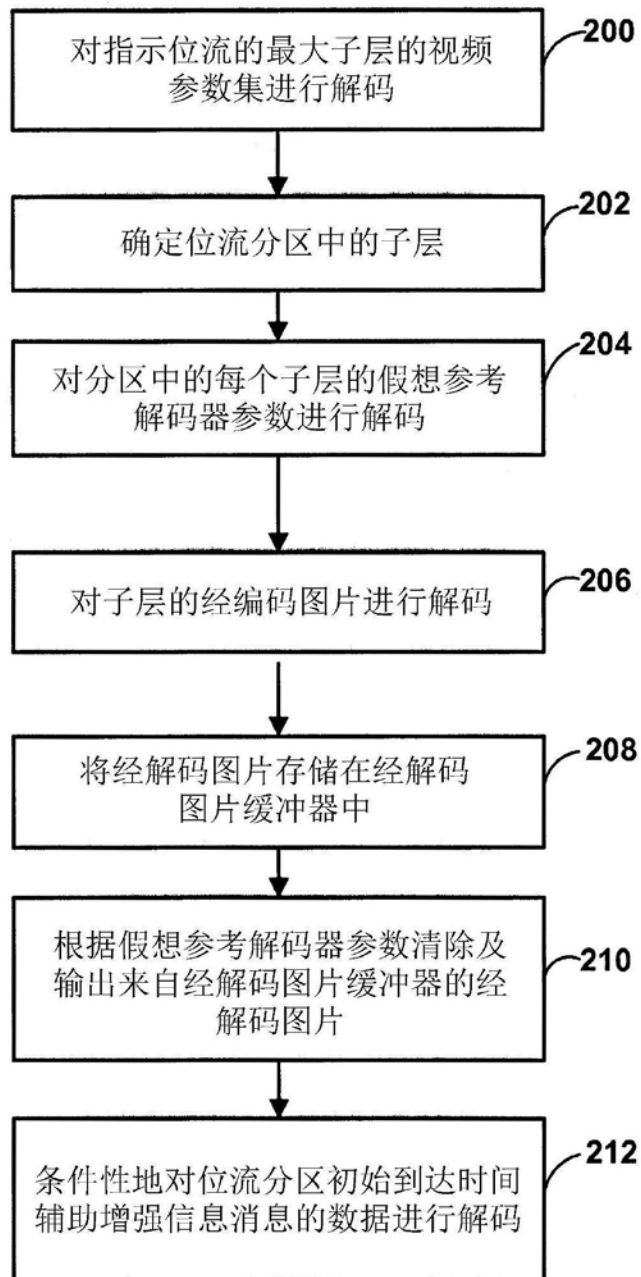 200
对指示位流的最大子层的视频
参数集进行解码
202
确定位流分区中的子层
204
对分区中的每个子层的假想参考
解码器参数进行解码
206
对子层的经编码图片进行解码
208
将经解码图片存储在经解码
图片缓冲器中
210
根据假想参考解码器参数清除及
输出来自经解码图片缓冲器的经
解码图片
212
条件性地对位流分区初始到达时间
辅助增强信息消息的数据进行解码